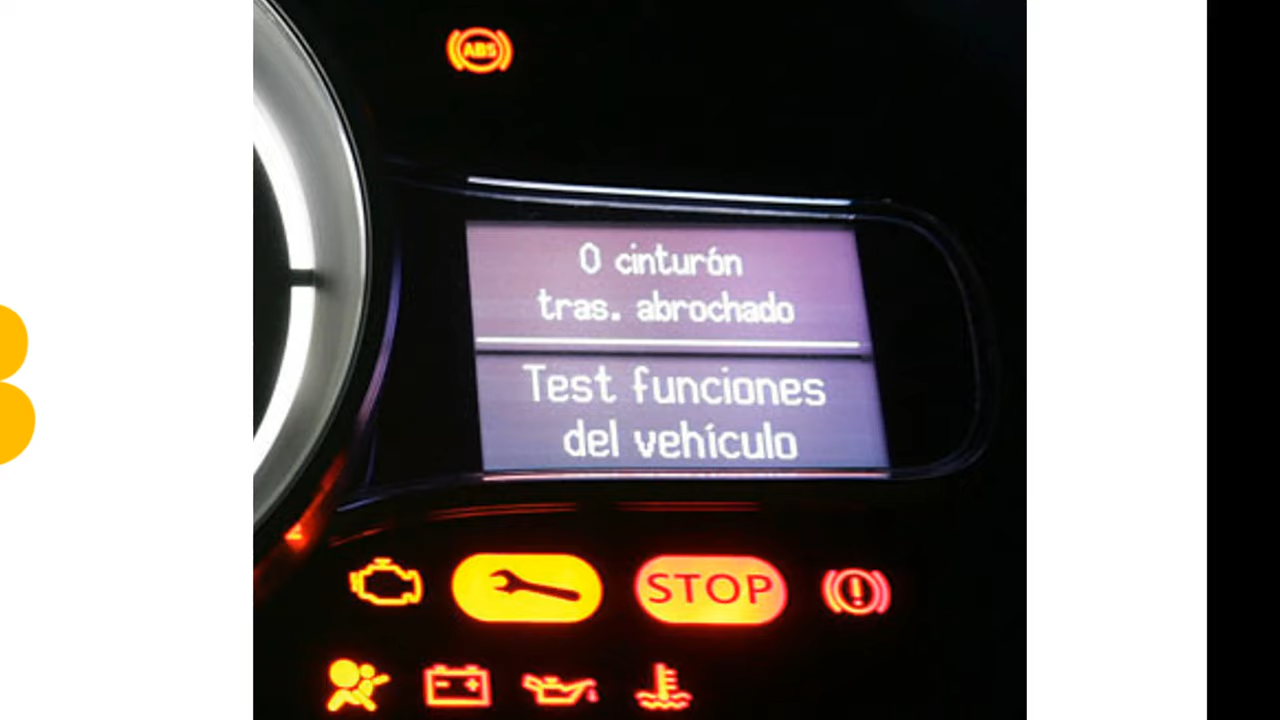 ABS
0 cinturón
tras. abrochado
Test funciones
del vehículo
STOP